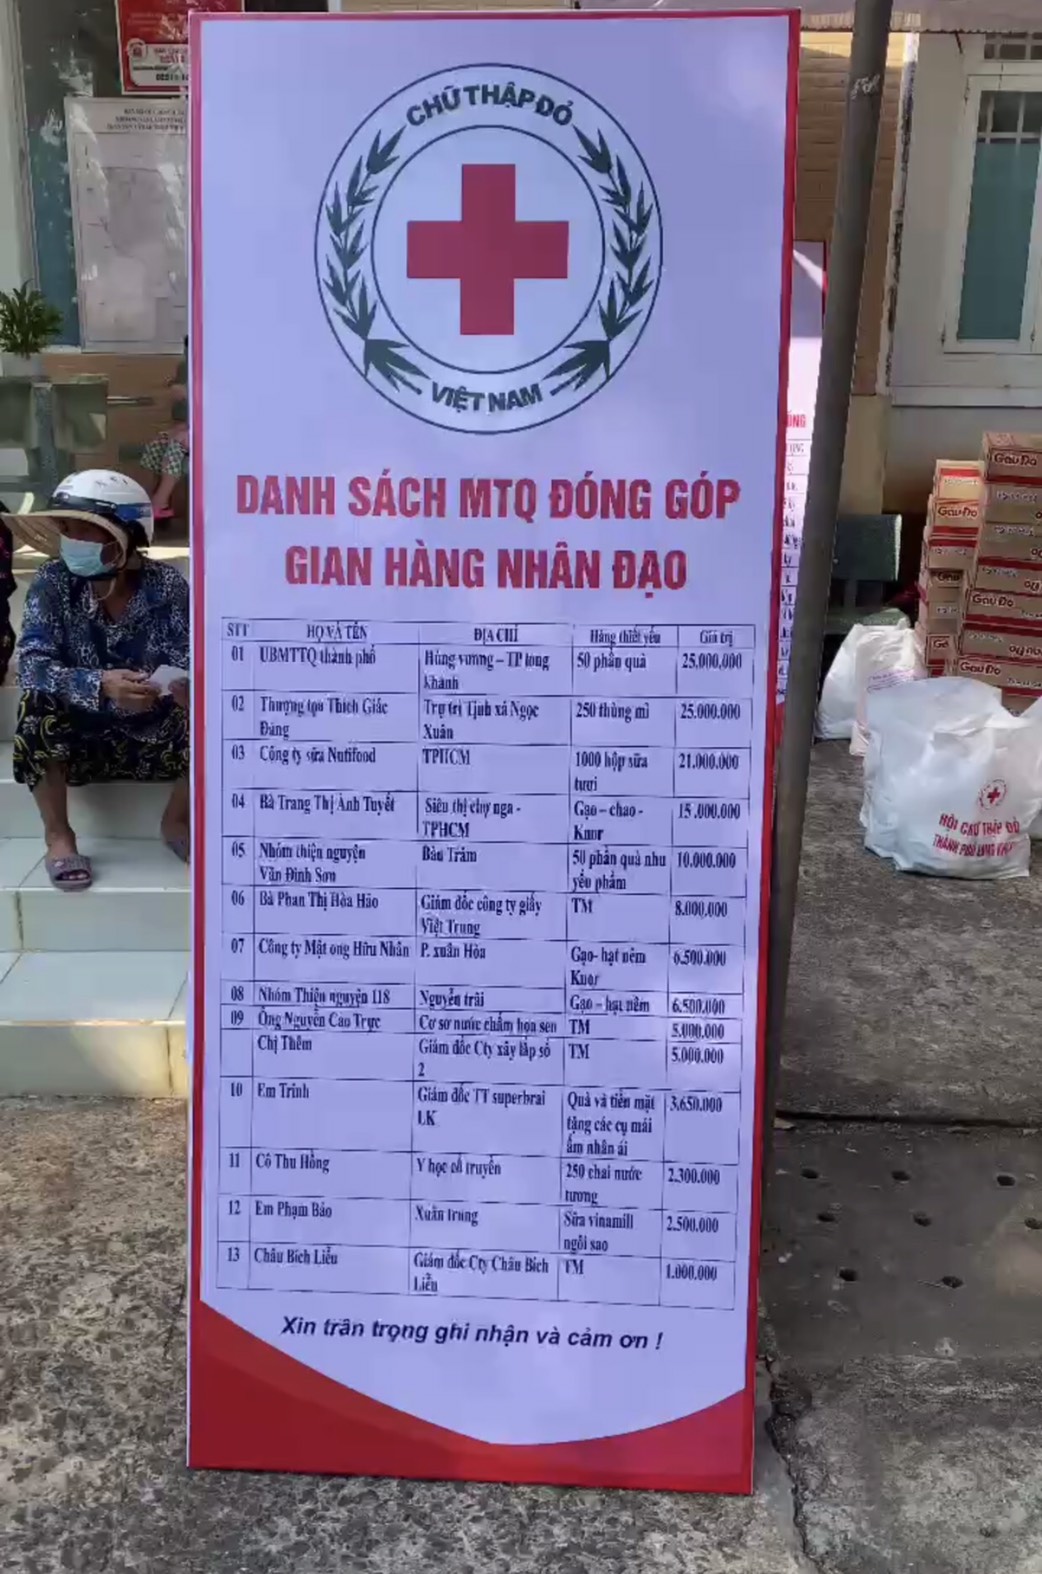 CHỮ THẬP ĐỎ
VIỆT NAM
DANH SÁCH MTQ ĐÓNG GÓP
GIAN HÀNG NHÂN ĐẠO
STT HỌ VÀ TÊN ĐỊA CHỈ Hàng thiết yếu Giá trị
01 UBMTTQ thành phố Hùng vương – TP long khánh 50 phần quà 25.000.000
02 Thượng tọa Thích Giác Đăng Trụ trì Tịnh xá Ngọc Xuân 250 thùng mì 25.000.000
03 Công ty sữa Nutifood TPHCM 1000 hộp sữa tươi 21.000.000
04 Bà Trang Thị Ánh Tuyết Siêu thị chợ nga - TPHCM Gạo – chao - Knor 15.000.000
05 Nhóm thiện nguyện Văn Đình Sơn Bàu Trâm 50 phần quà nhu yếu phẩm 10.000.000
06 Bà Phan Thị Hòa Hảo Giám đốc công ty giấy Việt Trung TM 8.000.000
07 Công ty Mật ong Hữu Nhân P. xuân Hòa Gạo- hạt nêm Knor 6.500.000
08 Nhóm Thiện nguyện 118 Nguyễn trãi Gạo – hạt nêm 6.500.000
09 Ông Nguyễn Cao Trực Cơ sơ nước chấm họa sen TM 5.000.000
Chị Thêm Giám đốc Cty xây lắp số 2 TM 5.000.000
10 Em Trinh Giám đốc TT superbrai LK Quà và tiền mặt tặng các cụ mái ấm nhân ái 3.650.000
11 Cô Thu Hồng Y học cổ truyền 250 chai nước tương 2.300.000
12 Em Phạm Bảo Xuân trung Sữa vinamill ngôi sao 2.500.000
13 Châu Bích Liễu Giám đốc Cty Châu Bích Liễu TM 1.000.000
Xin trân trọng ghi nhận và cảm ơn !
Gấu Đỏ
Gấu Đỏ
Gấu Đỏ
Gấu Đỏ
HỘI CHỮ THẬP ĐỎ
THÀNH PHỐ LONG KHÁNH